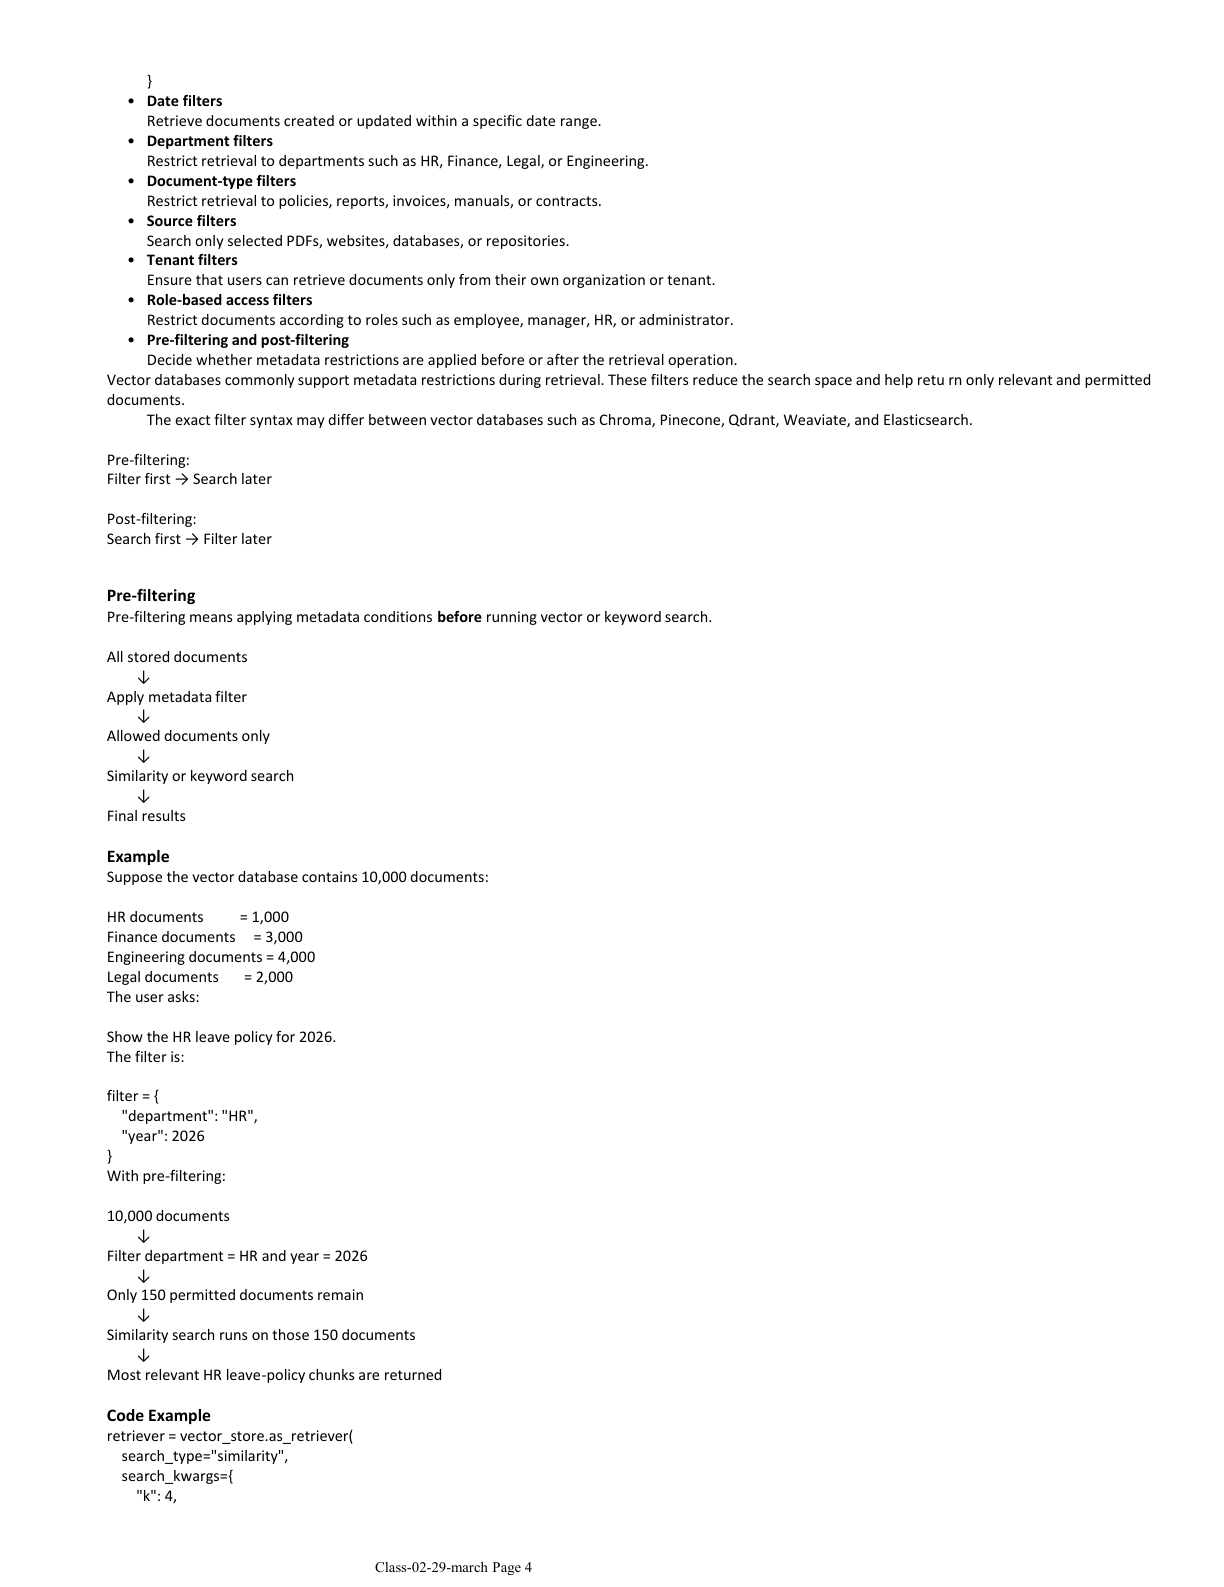 }
• Date filters
Retrieve documents created or updated within a specific date range.
• Department filters
Restrict retrieval to departments such as HR, Finance, Legal, or Engineering.
• Document-type filters
Restrict retrieval to policies, reports, invoices, manuals, or contracts.
• Source filters
Search only selected PDFs, websites, databases, or repositories.
• Tenant filters
Ensure that users can retrieve documents only from their own organization or tenant.
• Role-based access filters
Restrict documents according to roles such as employee, manager, HR, or administrator.
• Pre-filtering and post-filtering
Decide whether metadata restrictions are applied before or after the retrieval operation.
Vector databases commonly support metadata restrictions during retrieval. These filters reduce the search space and help retu rn only relevant and permitted
documents.
The exact filter syntax may differ between vector databases such as Chroma, Pinecone, Qdrant, Weaviate, and Elasticsearch.
Pre-filtering:
Filter first → Search later
Post-filtering:
Search first → Filter later
Pre-filtering
Pre-filtering means applying metadata conditions before running vector or keyword search.
All stored documents
↓
Apply metadata filter
↓
Allowed documents only
↓
Similarity or keyword search
↓
Final results
Example
Suppose the vector database contains 10,000 documents:
HR documents = 1,000
Finance documents = 3,000
Engineering documents = 4,000
Legal documents = 2,000
The user asks:
Show the HR leave policy for 2026.
The filter is:
filter = {
"department": "HR",
"year": 2026
}
With pre-filtering:
10,000 documents
↓
Filter department = HR and year = 2026
↓
Only 150 permitted documents remain
↓
Similarity search runs on those 150 documents
↓
Most relevant HR leave-policy chunks are returned
Code Example
retriever = vector_store.as_retriever(
search_type="similarity",
search_kwargs={
"k": 4,
Class-02-29-march Page 4